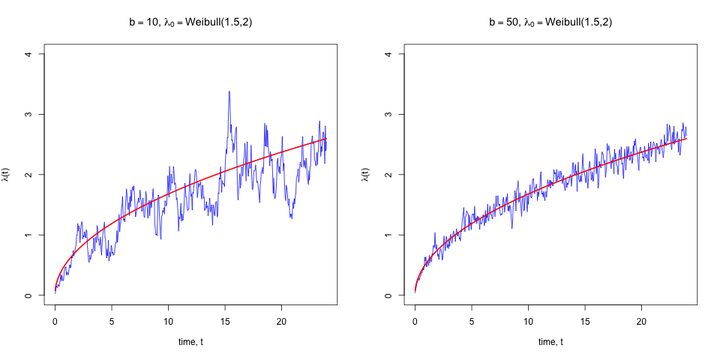 b = 10, λ₀ = Weibull(1.5,2)
λ(t)
4
3
2
1
0
0 5 10 15 20
time, t
b = 50, λ₀ = Weibull(1.5,2)
λ(t)
4
3
2
1
0
0 5 10 15 20
time, t